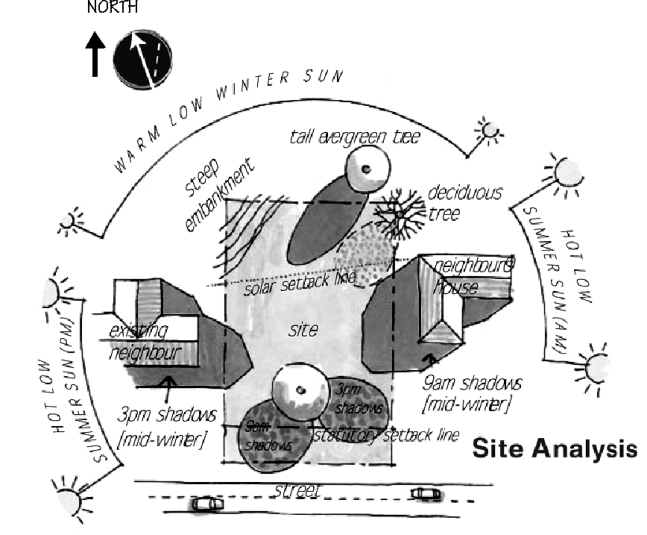 NORTH
WARM LOW WINTER SUN
tall evergreen tree
steep
embankment
deciduous
tree
HOT LOW
SUMMER SUN (AM)
neighbours
house
solar setback line
site
existing
neighbour
HOT LOW
SUMMER SUN (PM)
3pm shadows
[mid-winter]
9am shadows
[mid-winter]
3pm
shadows
9am
shadows
statutory setback line
Site Analysis
street